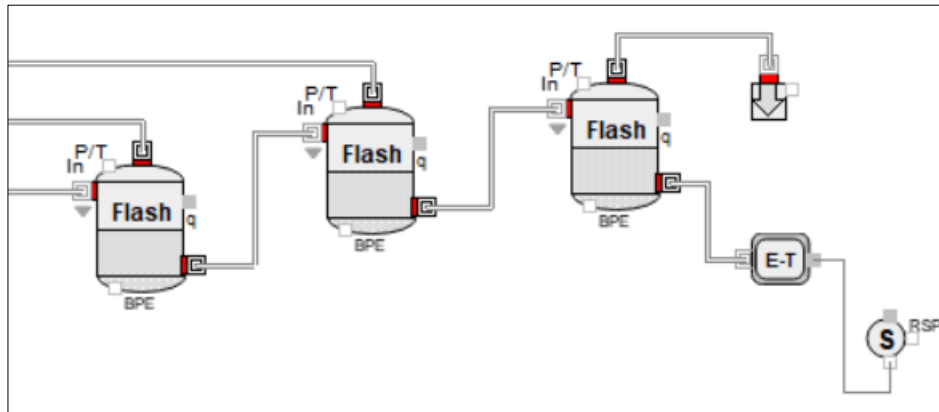 P/T
In
Flash
q
BPE
P/T
In
Flash
q
BPE
P/T
In
Flash
q
BPE
E-T
S
RSP